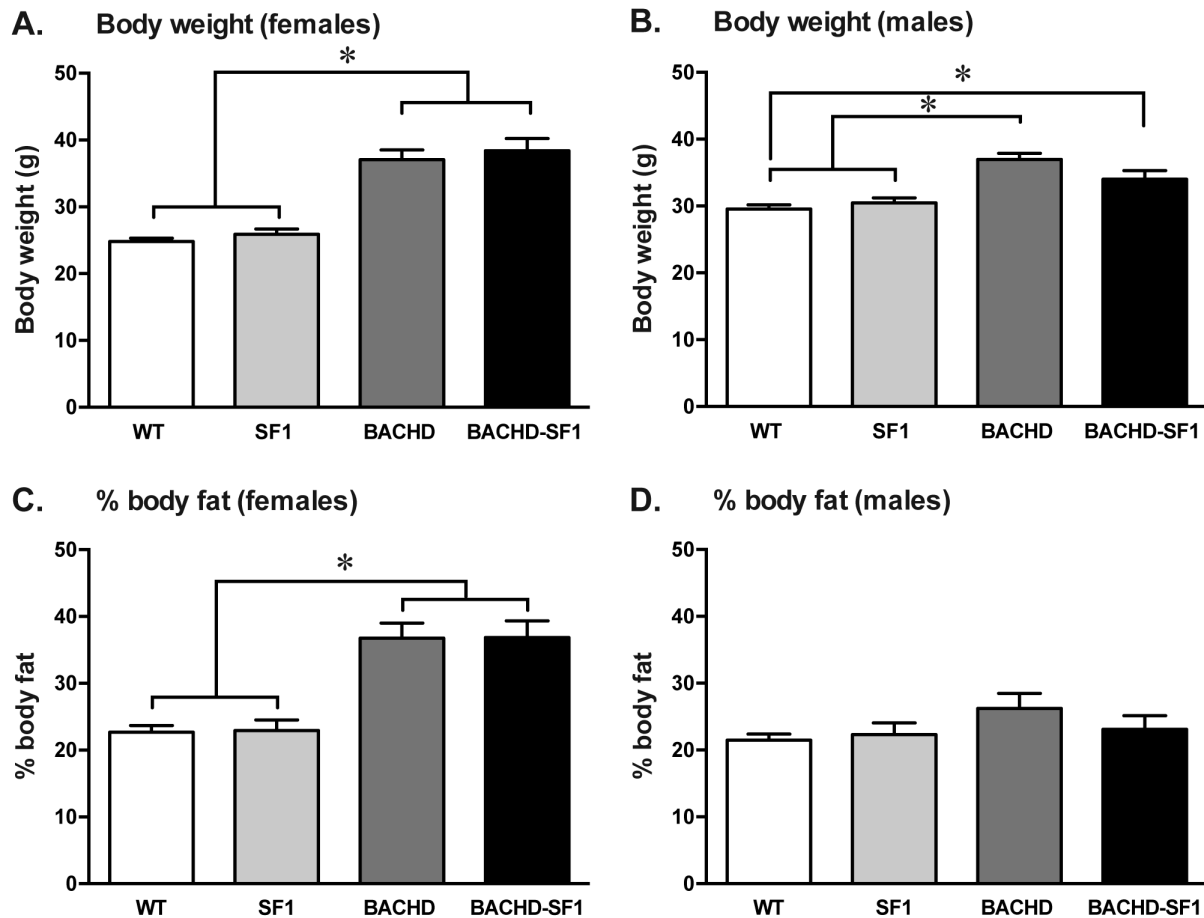 A. Body weight (females)
*
Body weight (g)
50
40
30
20
10
0
WT SF1 BACHD BACHD-SF1
B. Body weight (males)
*
*
Body weight (g)
50
40
30
20
10
0
WT SF1 BACHD BACHD-SF1
C. % body fat (females)
*
% body fat
50
40
30
20
10
0
WT SF1 BACHD BACHD-SF1
D. % body fat (males)
% body fat
50
40
30
20
10
0
WT SF1 BACHD BACHD-SF1